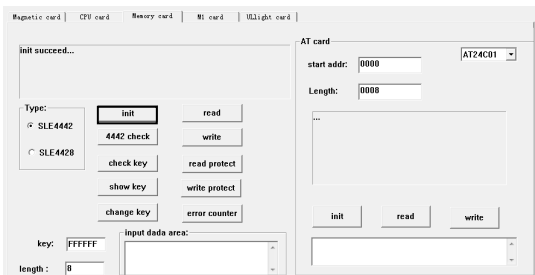 Magnetic card CPU card Memory card M1 card ULlight card
init succeed...
Type:
SLE4442
SLE4428
init read
4442 check write
check key read protect
show key write protect
change key error counter
key: FFFFFF
length : 8
input dada area:
AT card
start addr: 0000 AT24C01
Length: 0008
...
init read write